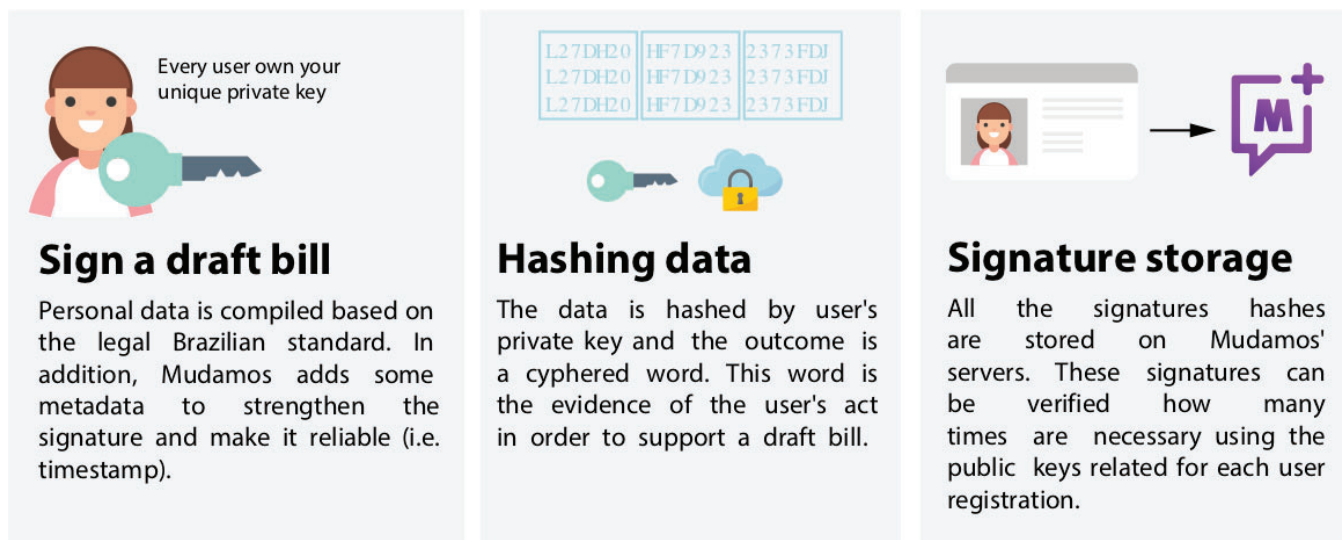 Every user own your
unique private key
Sign a draft bill
Personal data is compiled based on
the legal Brazilian standard. In
addition, Mudamos adds some
metadata to strengthen the
signature and make it reliable (i.e.
timestamp).
L27DH20 HF7D923 2373FDJ
L27DH20 HF7D923 2373FDJ
L27DH20 HF7D923 2373FDJ
Hashing data
The data is hashed by user's
private key and the outcome is
a cyphered word. This word is
the evidence of the user's act
in order to support a draft bill.
M
Signature storage
All the signatures hashes
are stored on Mudamos'
servers. These signatures can
be verified how many
times are necessary using the
public keys related for each user
registration.